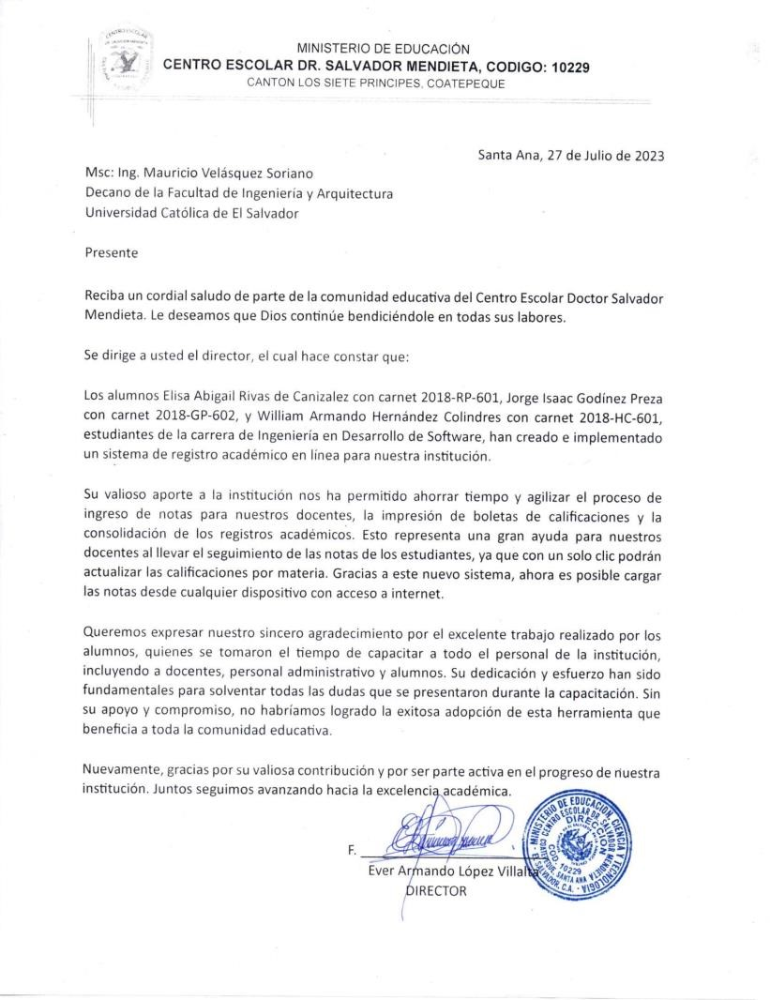 MINISTERIO DE EDUCACIÓN
CENTRO ESCOLAR DR. SALVADOR MENDIETA, CODIGO: 10229
CANTON LOS SIETE PRINCIPES, COATEPEQUE
Santa Ana, 27 de Julio de 2023
Msc: Ing. Mauricio Velásquez Soriano
Decano de la Facultad de Ingeniería y Arquitectura
Universidad Católica de El Salvador
Presente
Reciba un cordial saludo de parte de la comunidad educativa del Centro Escolar Doctor Salvador
Mendieta. Le deseamos que Dios continúe bendiciéndole en todas sus labores.
Se dirige a usted el director, el cual hace constar que:
Los alumnos Elisa Abigail Rivas de Canizalez con carnet 2018-RP-601, Jorge Isaac Godínez Preza
con carnet 2018-GP-602, y William Armando Hernández Colindres con carnet 2018-HC-601,
estudiantes de la carrera de Ingeniería en Desarrollo de Software, han creado e implementado
un sistema de registro académico en línea para nuestra institución.
Su valioso aporte a la institución nos ha permitido ahorrar tiempo y agilizar el proceso de
ingreso de notas para nuestros docentes, la impresión de boletas de calificaciones y la
consolidación de los registros académicos. Esto representa una gran ayuda para nuestros
docentes al llevar el seguimiento de las notas de los estudiantes, ya que con un solo clic podrán
actualizar las calificaciones por materia. Gracias a este nuevo sistema, ahora es posible cargar
las notas desde cualquier dispositivo con acceso a internet.
Queremos expresar nuestro sincero agradecimiento por el excelente trabajo realizado por los
alumnos, quienes se tomaron el tiempo de capacitar a todo el personal de la institución,
incluyendo a docentes, personal administrativo y alumnos. Su dedicación y esfuerzo han sido
fundamentales para solventar todas las dudas que se presentaron durante la capacitación. Sin
su apoyo y compromiso, no habríamos logrado la exitosa adopción de esta herramienta que
beneficia a toda la comunidad educativa.
Nuevamente, gracias por su valiosa contribución y por ser parte activa en el progreso de nuestra
institución. Juntos seguimos avanzando hacia la excelencia académica.
F.
Ever Armando López Villalta
DIRECTOR
MINISTERIO DE EDUCACION, CIENCIA Y TECNOLOGIA
CENTRO ESCOLAR DR. SALVADOR MENDIETA
DIRECCION
COD. 10229
SANTA ANA
EL SALVADOR, C.A.